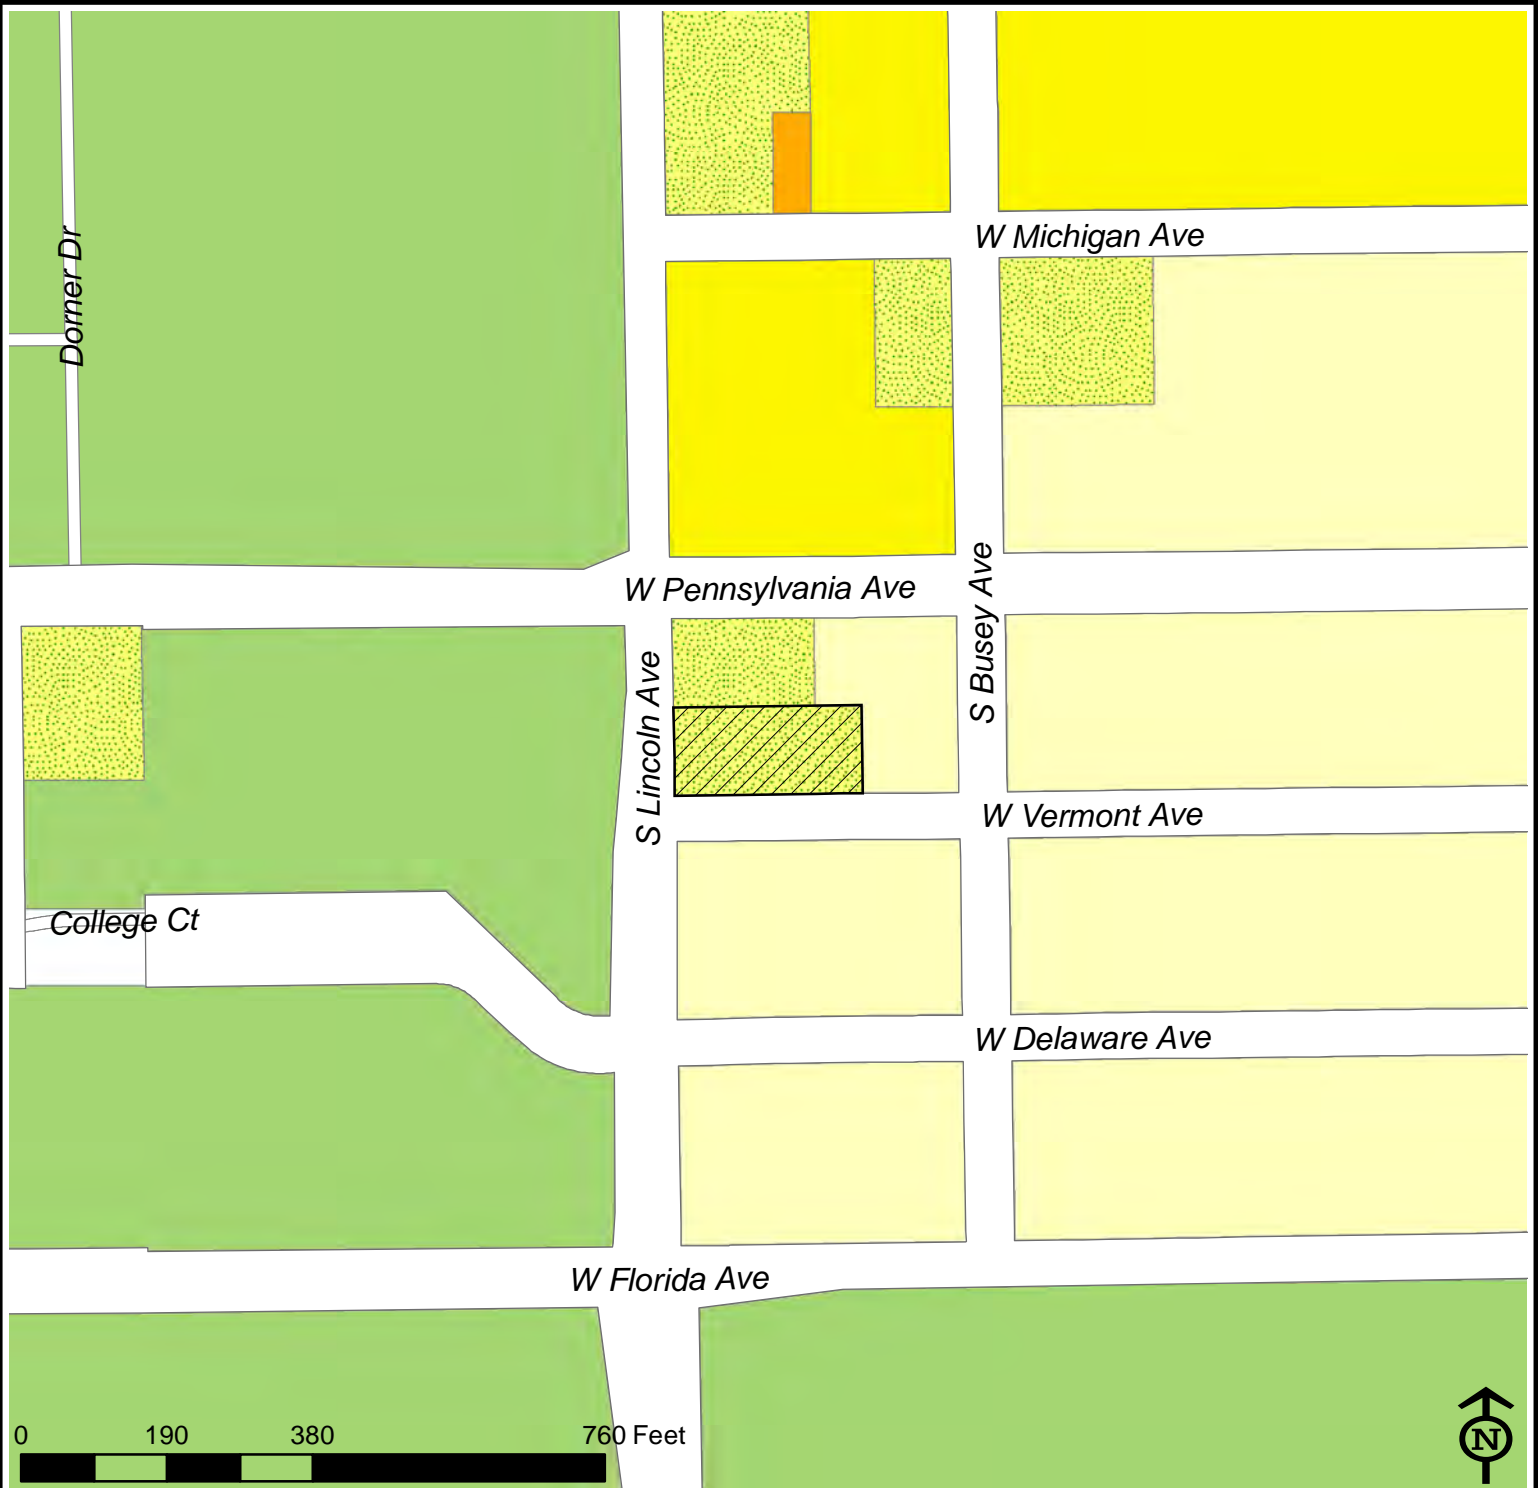 W Michigan Ave
Dorner Dr
W Pennsylvania Ave
S Busey Ave
S Lincoln Ave
W Vermont Ave
College Ct
W Delaware Ave
W Florida Ave
0 190 380 760 Feet
N